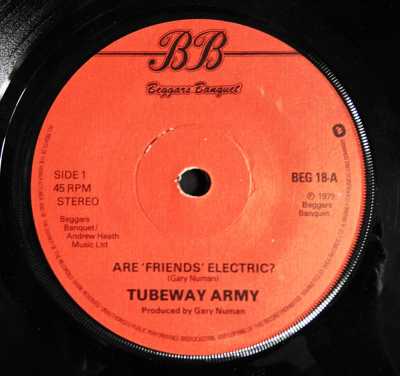 BB
Beggars Banquet
SIDE 1
45 RPM
STEREO
BEG 18-A
Ⓟ 1979
Beggars
Banquet
Beggars
Banquet/
Andrew Heath
Music Ltd
ARE 'FRIENDS' ELECTRIC?
(Gary Numan)
TUBEWAY ARMY
Produced by Gary Numan